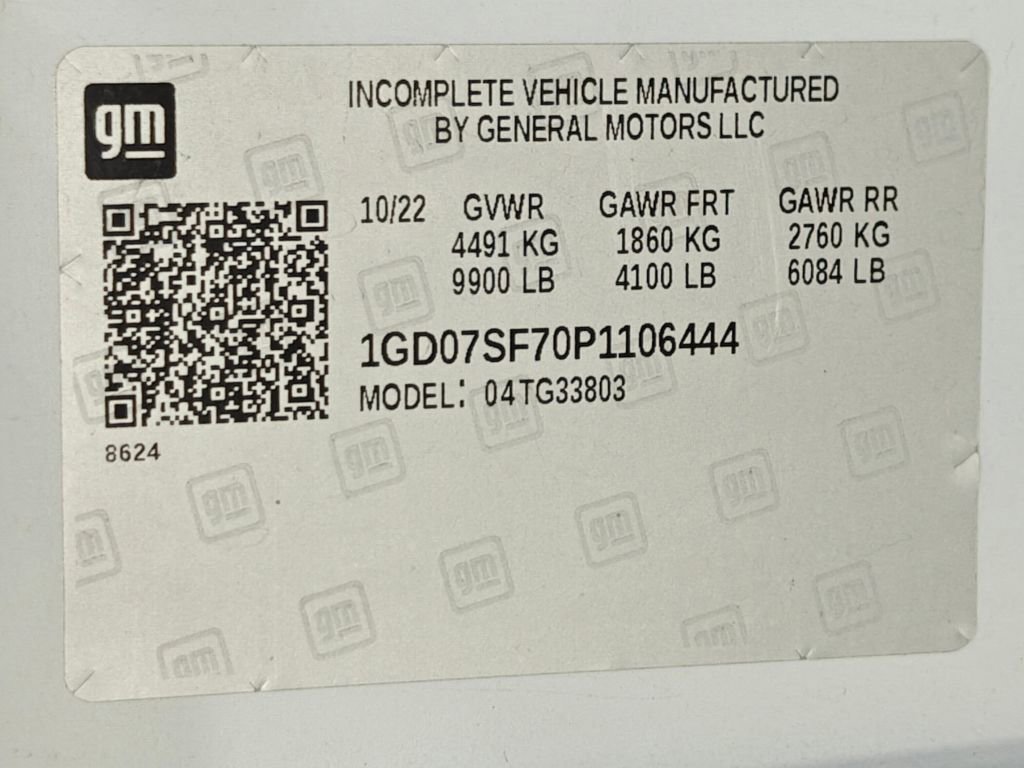 gm
INCOMPLETE VEHICLE MANUFACTURED
BY GENERAL MOTORS LLC
10/22 GVWR GAWR FRT GAWR RR
4491 KG 1860 KG 2760 KG
9900 LB 4100 LB 6084 LB
1GD07SF70P1106444
MODEL: 04TG33803
8624